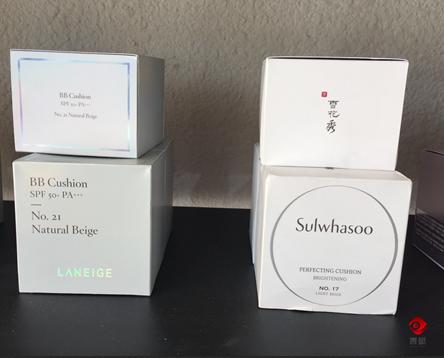 BB Cushion
SPF 50+ PA+++
No. 21 Natural Beige
BB Cushion
SPF 50+ PA+++
No. 21
Natural Beige
LANEIGE
雪花秀
Sulwhasoo
PERFECTING CUSHION
BRIGHTENING
NO. 17
LIGHT BEIGE